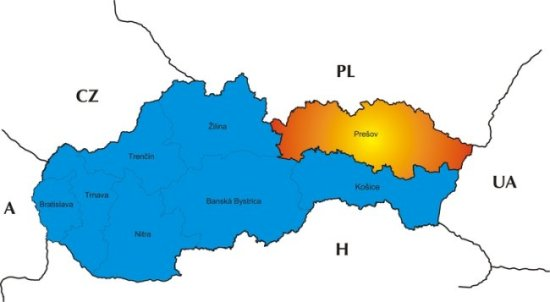 PL
CZ
Žilina
Prešov
Trenčín
UA
Košice
Trnava
Banská Bystrica
Bratislava
A
Nitra
H